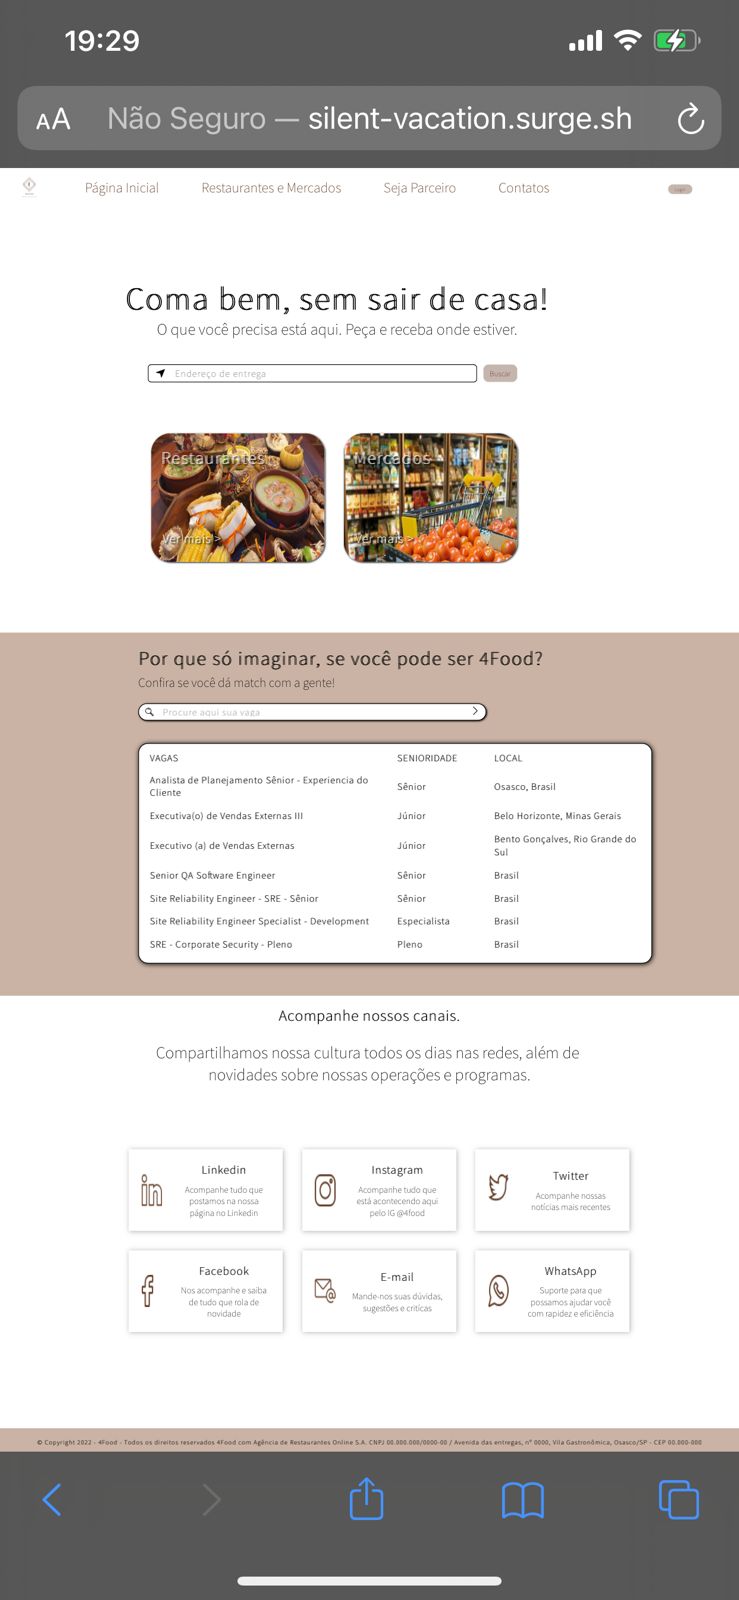 19:29
AA Não Seguro — silent-vacation.surge.sh
Página Inicial Restaurantes e Mercados Seja Parceiro Contatos Login
Coma bem, sem sair de casa!
O que você precisa está aqui. Peça e receba onde estiver.
Endereço de entrega Buscar
Restaurantes Mercados
Ver mais > Ver mais >
Por que só imaginar, se você pode ser 4Food?
Confira se você dá match com a gente!
Procure aqui sua vaga
VAGAS SENIORIDADE LOCAL
Analista de Planejamento Sênior - Experiencia do
Cliente Sênior Osasco, Brasil
Executiva(o) de Vendas Externas III Júnior Belo Horizonte, Minas Gerais
Executivo (a) de Vendas Externas Júnior Bento Gonçalves, Rio Grande do
Sul
Senior QA Software Engineer Sênior Brasil
Site Reliability Engineer - SRE - Sênior Sênior Brasil
Site Reliability Engineer Specialist - Development Especialista Brasil
SRE - Corporate Security - Pleno Pleno Brasil
Acompanhe nossos canais.
Compartilhamos nossa cultura todos os dias nas redes, além de
novidades sobre nossas operações e programas.
Linkedin
Acompanhe tudo que
postamos na nossa
página no Linkedin
Instagram
Acompanhe tudo que
está acontecendo aqui
pelo IG @4food
Twitter
Acompanhe nossas
notícias mais recentes
Facebook
Nos acompanhe e saiba
de tudo que rola de
novidade
E-mail
Mande-nos suas dúvidas,
sugestões e críticas
WhatsApp
Suporte para que
possamos ajudar você
com rapidez e eficiência
© Copyright 2022 - 4Food - Todos os direitos reservados 4Food com Agência de Restaurantes Online S.A. CNPJ 00.000.000/0000-00 / Avenida das entregas, nº 0000, Vila Gastronômica, Osasco/SP - CEP 00.000-000